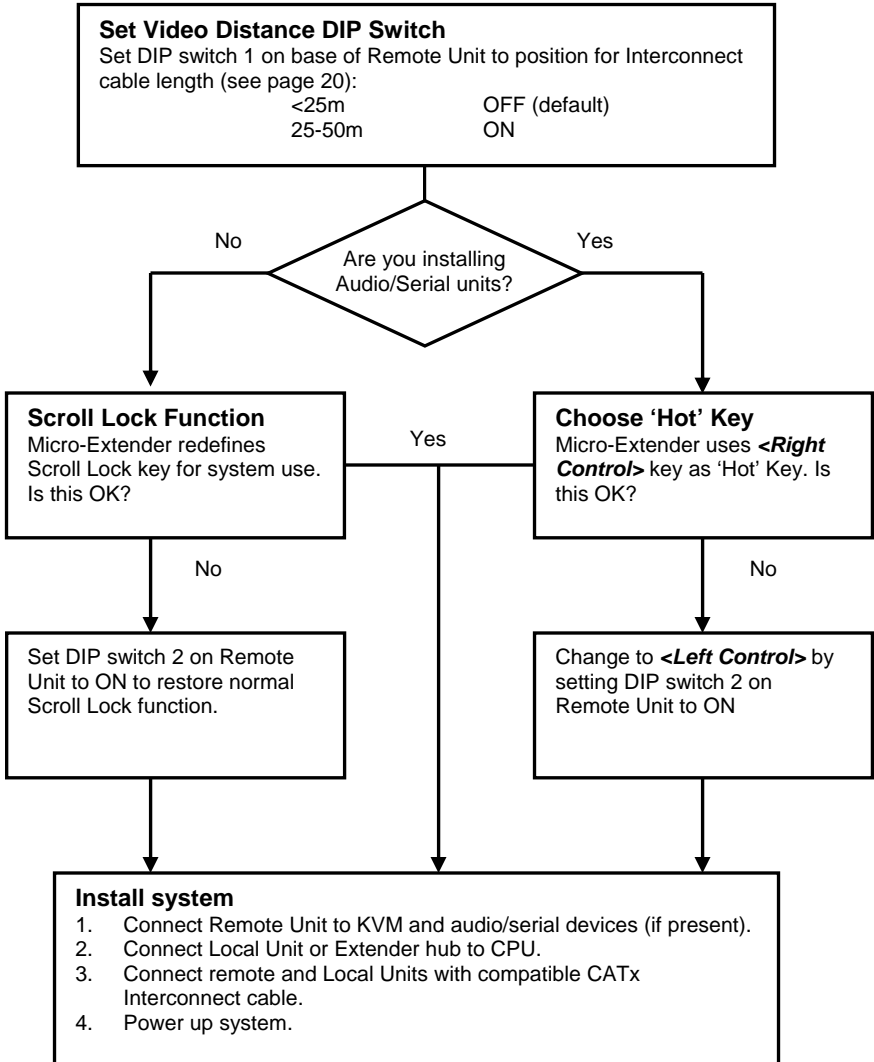 Set Video Distance DIP Switch
Set DIP switch 1 on base of Remote Unit to position for Interconnect
cable length (see page 20):
<25m OFF (default)
25-50m ON
No
Yes
Are you installing
Audio/Serial units?
Scroll Lock Function
Micro-Extender redefines
Scroll Lock key for system use.
Is this OK?
Yes
Choose ‘Hot’ Key
Micro-Extender uses <Right
Control> key as ‘Hot’ Key. Is
this OK?
No
No
Set DIP switch 2 on Remote
Unit to ON to restore normal
Scroll Lock function.
Change to <Left Control> by
setting DIP switch 2 on
Remote Unit to ON
Install system
1. Connect Remote Unit to KVM and audio/serial devices (if present).
2. Connect Local Unit or Extender hub to CPU.
3. Connect remote and Local Units with compatible CATx
Interconnect cable.
4. Power up system.